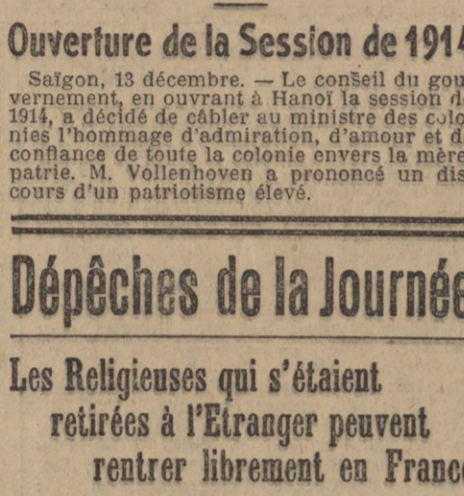 Ouverture de la Session de 1914
Saïgon, 13 décembre. — Le conseil du gou
vernement, en ouvrant à Hanoï la session d
1914, a décidé de câbler au ministre des colo
nies l'hommage d'admiration, d'amour et d
confiance de toute la colonie envers la mère
patrie. M. Vollenhoven a prononcé un dis
cours d'un patriotisme élevé.
Dépêches de la Journée
Les Religieuses qui s'étaient
retirées à l'Etranger peuvent
rentrer librement en France